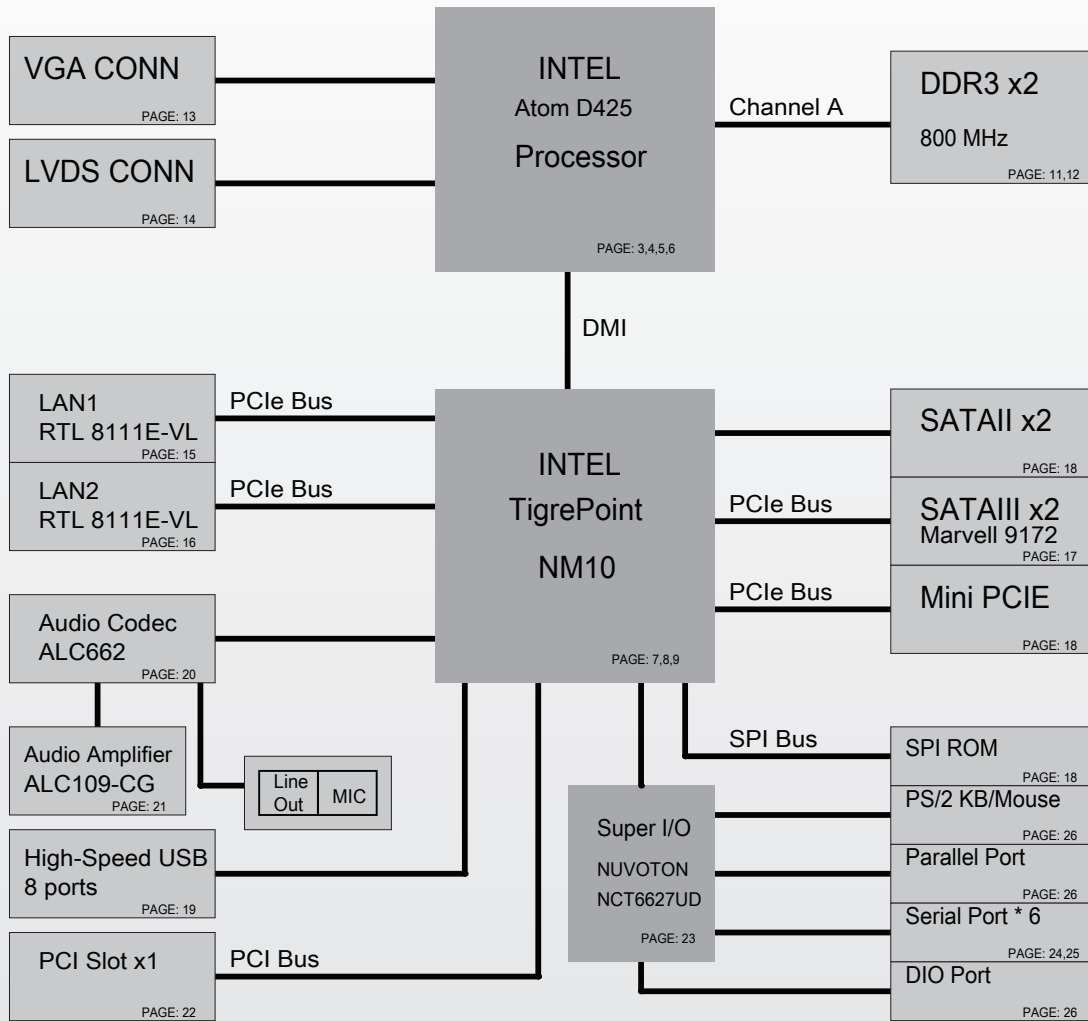 VGA CONN
PAGE: 13
LVDS CONN
PAGE: 14
INTEL
Atom D425
Processor
PAGE: 3,4,5,6
Channel A
DDR3 x2
800 MHz
PAGE: 11,12
DMI
LAN1
RTL 8111E-VL
PAGE: 15
PCIe Bus
LAN2
RTL 8111E-VL
PAGE: 16
PCIe Bus
INTEL
TigrePoint
NM10
PAGE: 7,8,9
SATAII x2
PAGE: 18
PCIe Bus
SATAIII x2
Marvell 9172
PAGE: 17
PCIe Bus
Mini PCIE
PAGE: 18
Audio Codec
ALC662
PAGE: 20
Audio Amplifier
ALC109-CG
PAGE: 21
Line
Out
MIC
High-Speed USB
8 ports
PAGE: 19
PCI Slot x1
PAGE: 22
PCI Bus
SPI Bus
SPI ROM
PAGE: 18
Super I/O
NUVOTON
NCT6627UD
PAGE: 23
PS/2 KB/Mouse
PAGE: 26
Parallel Port
PAGE: 26
Serial Port * 6
PAGE: 24,25
DIO Port
PAGE: 26